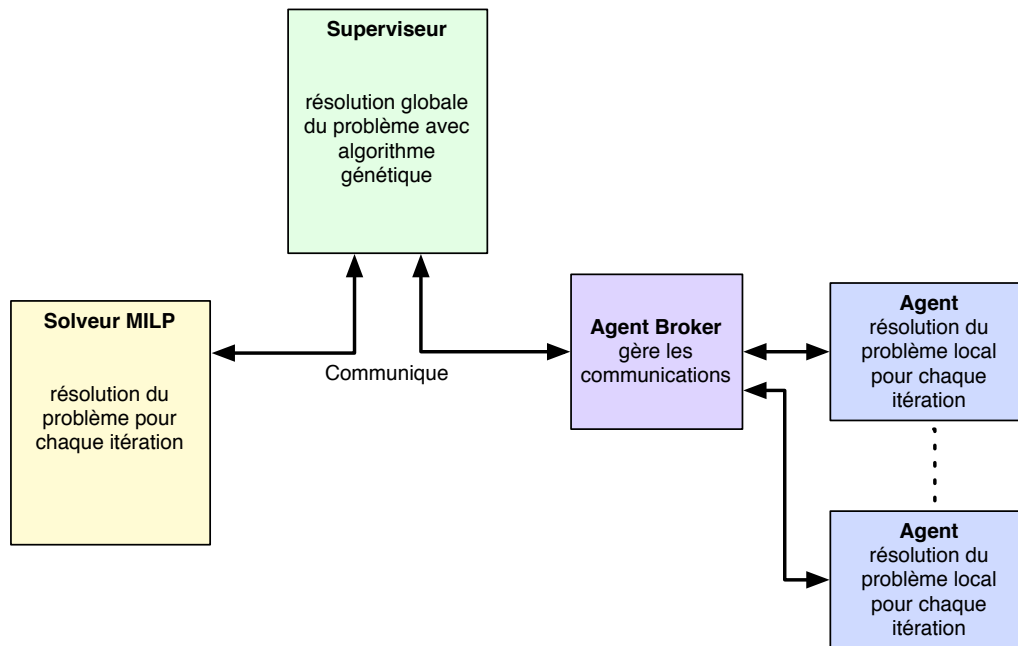 Superviseur
résolution globale
du problème avec
algorithme
génétique
Solveur MILP
résolution du
problème pour
chaque itération
Communique
Agent Broker
gère les
communications
Agent
résolution du
problème local
pour chaque
itération
Agent
résolution du
problème local
pour chaque
itération